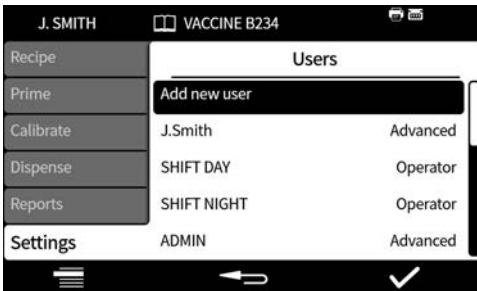 J. SMITH VACCINE B234
Recipe
Prime
Calibrate
Dispense
Reports
Settings
Users
Add new user
J.Smith Advanced
SHIFT DAY Operator
SHIFT NIGHT Operator
ADMIN Advanced